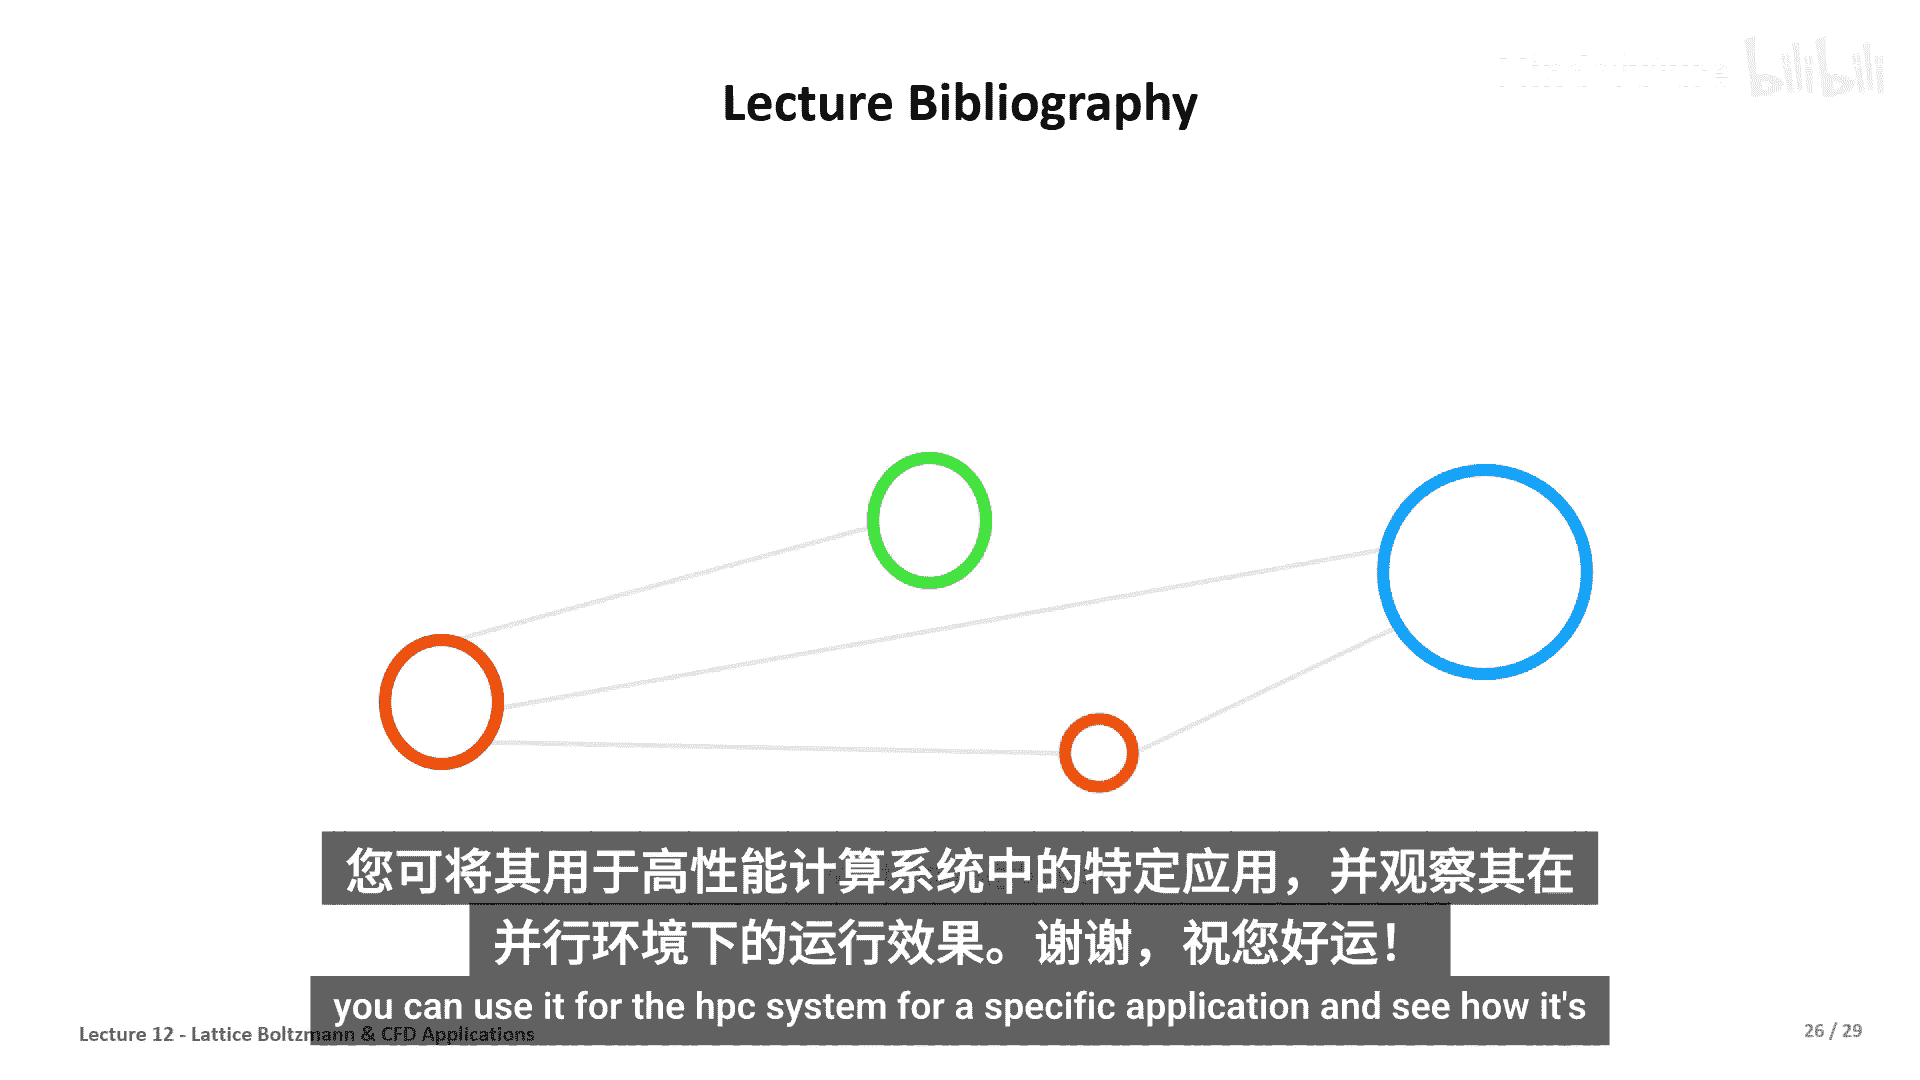 bilibili
Lecture Bibliography
您可将其用于高性能计算系统中的特定应用，并观察其在
并行环境下的运行效果。谢谢，祝您好运！
you can use it for the hpc system for a specific application and see how it's
Lecture 12 - Lattice Boltzmann & CFD Applications
26 / 29